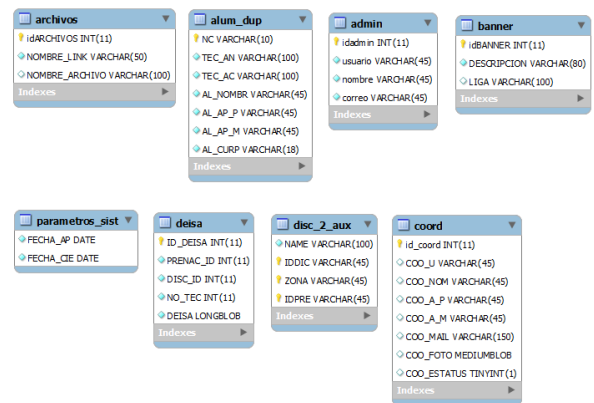 archivos
idARCHIVOS INT(11)
NOMBRE_LINK VARCHAR(50)
NOMBRE_ARCHIVO VARCHAR(100)
Indexes
alum_dup
NC VARCHAR(10)
TEC_AN VARCHAR(100)
TEC_AC VARCHAR(100)
AL_NOMBR VARCHAR(45)
AL_AP_P VARCHAR(45)
AL_AP_M VARCHAR(45)
AL_CURP VARCHAR(18)
Indexes
admin
idadmin INT(11)
usuario VARCHAR(45)
nombre VARCHAR(45)
correo VARCHAR(45)
Indexes
banner
idBANNER INT(11)
DESCRIPCION VARCHAR(80)
LIGA VARCHAR(100)
Indexes
parametros_sist
FECHA_AP DATE
FECHA_CIE DATE
deisa
ID_DEISA INT(11)
PRENAC_ID INT(11)
DISC_ID INT(11)
NO_TEC INT(11)
DEISA LONGBLOB
Indexes
disc_2_aux
NAME VARCHAR(100)
IDDIC VARCHAR(45)
ZONA VARCHAR(45)
IDPRE VARCHAR(45)
Indexes
coord
id_coord INT(11)
COO_U VARCHAR(45)
COO_NOM VARCHAR(45)
COO_A_P VARCHAR(45)
COO_A_M VARCHAR(45)
COO_MAIL VARCHAR(150)
COO_FOTO MEDIUMBLOB
COO_ESTATUS TINYINT(1)
Indexes